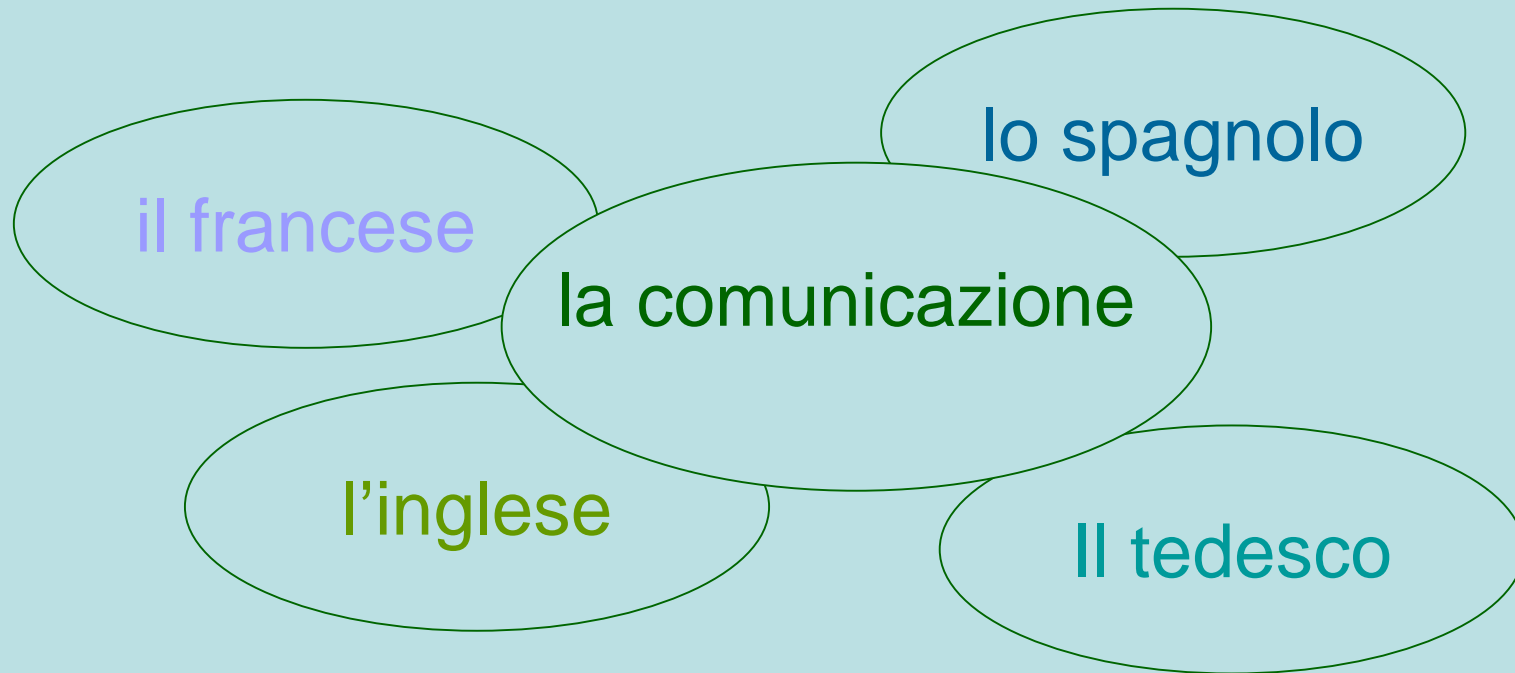 lo spagnolo
il francese
la comunicazione
l’inglese
Il tedesco